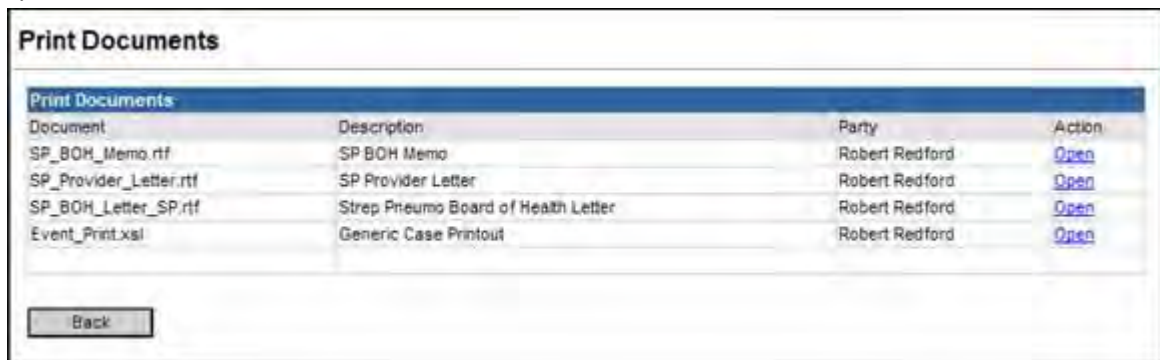 Print Documents
Print Documents
Document Description Party Action
SP_BOH_Memo.rtf SP BOH Memo Robert Redford Open
SP_Provider_Letter.rtf SP Provider Letter Robert Redford Open
SP_BOH_Letter_SP.rtf Strep Pneumo Board of Health Letter Robert Redford Open
Event_Print.xsl Generic Case Printout Robert Redford Open
Back